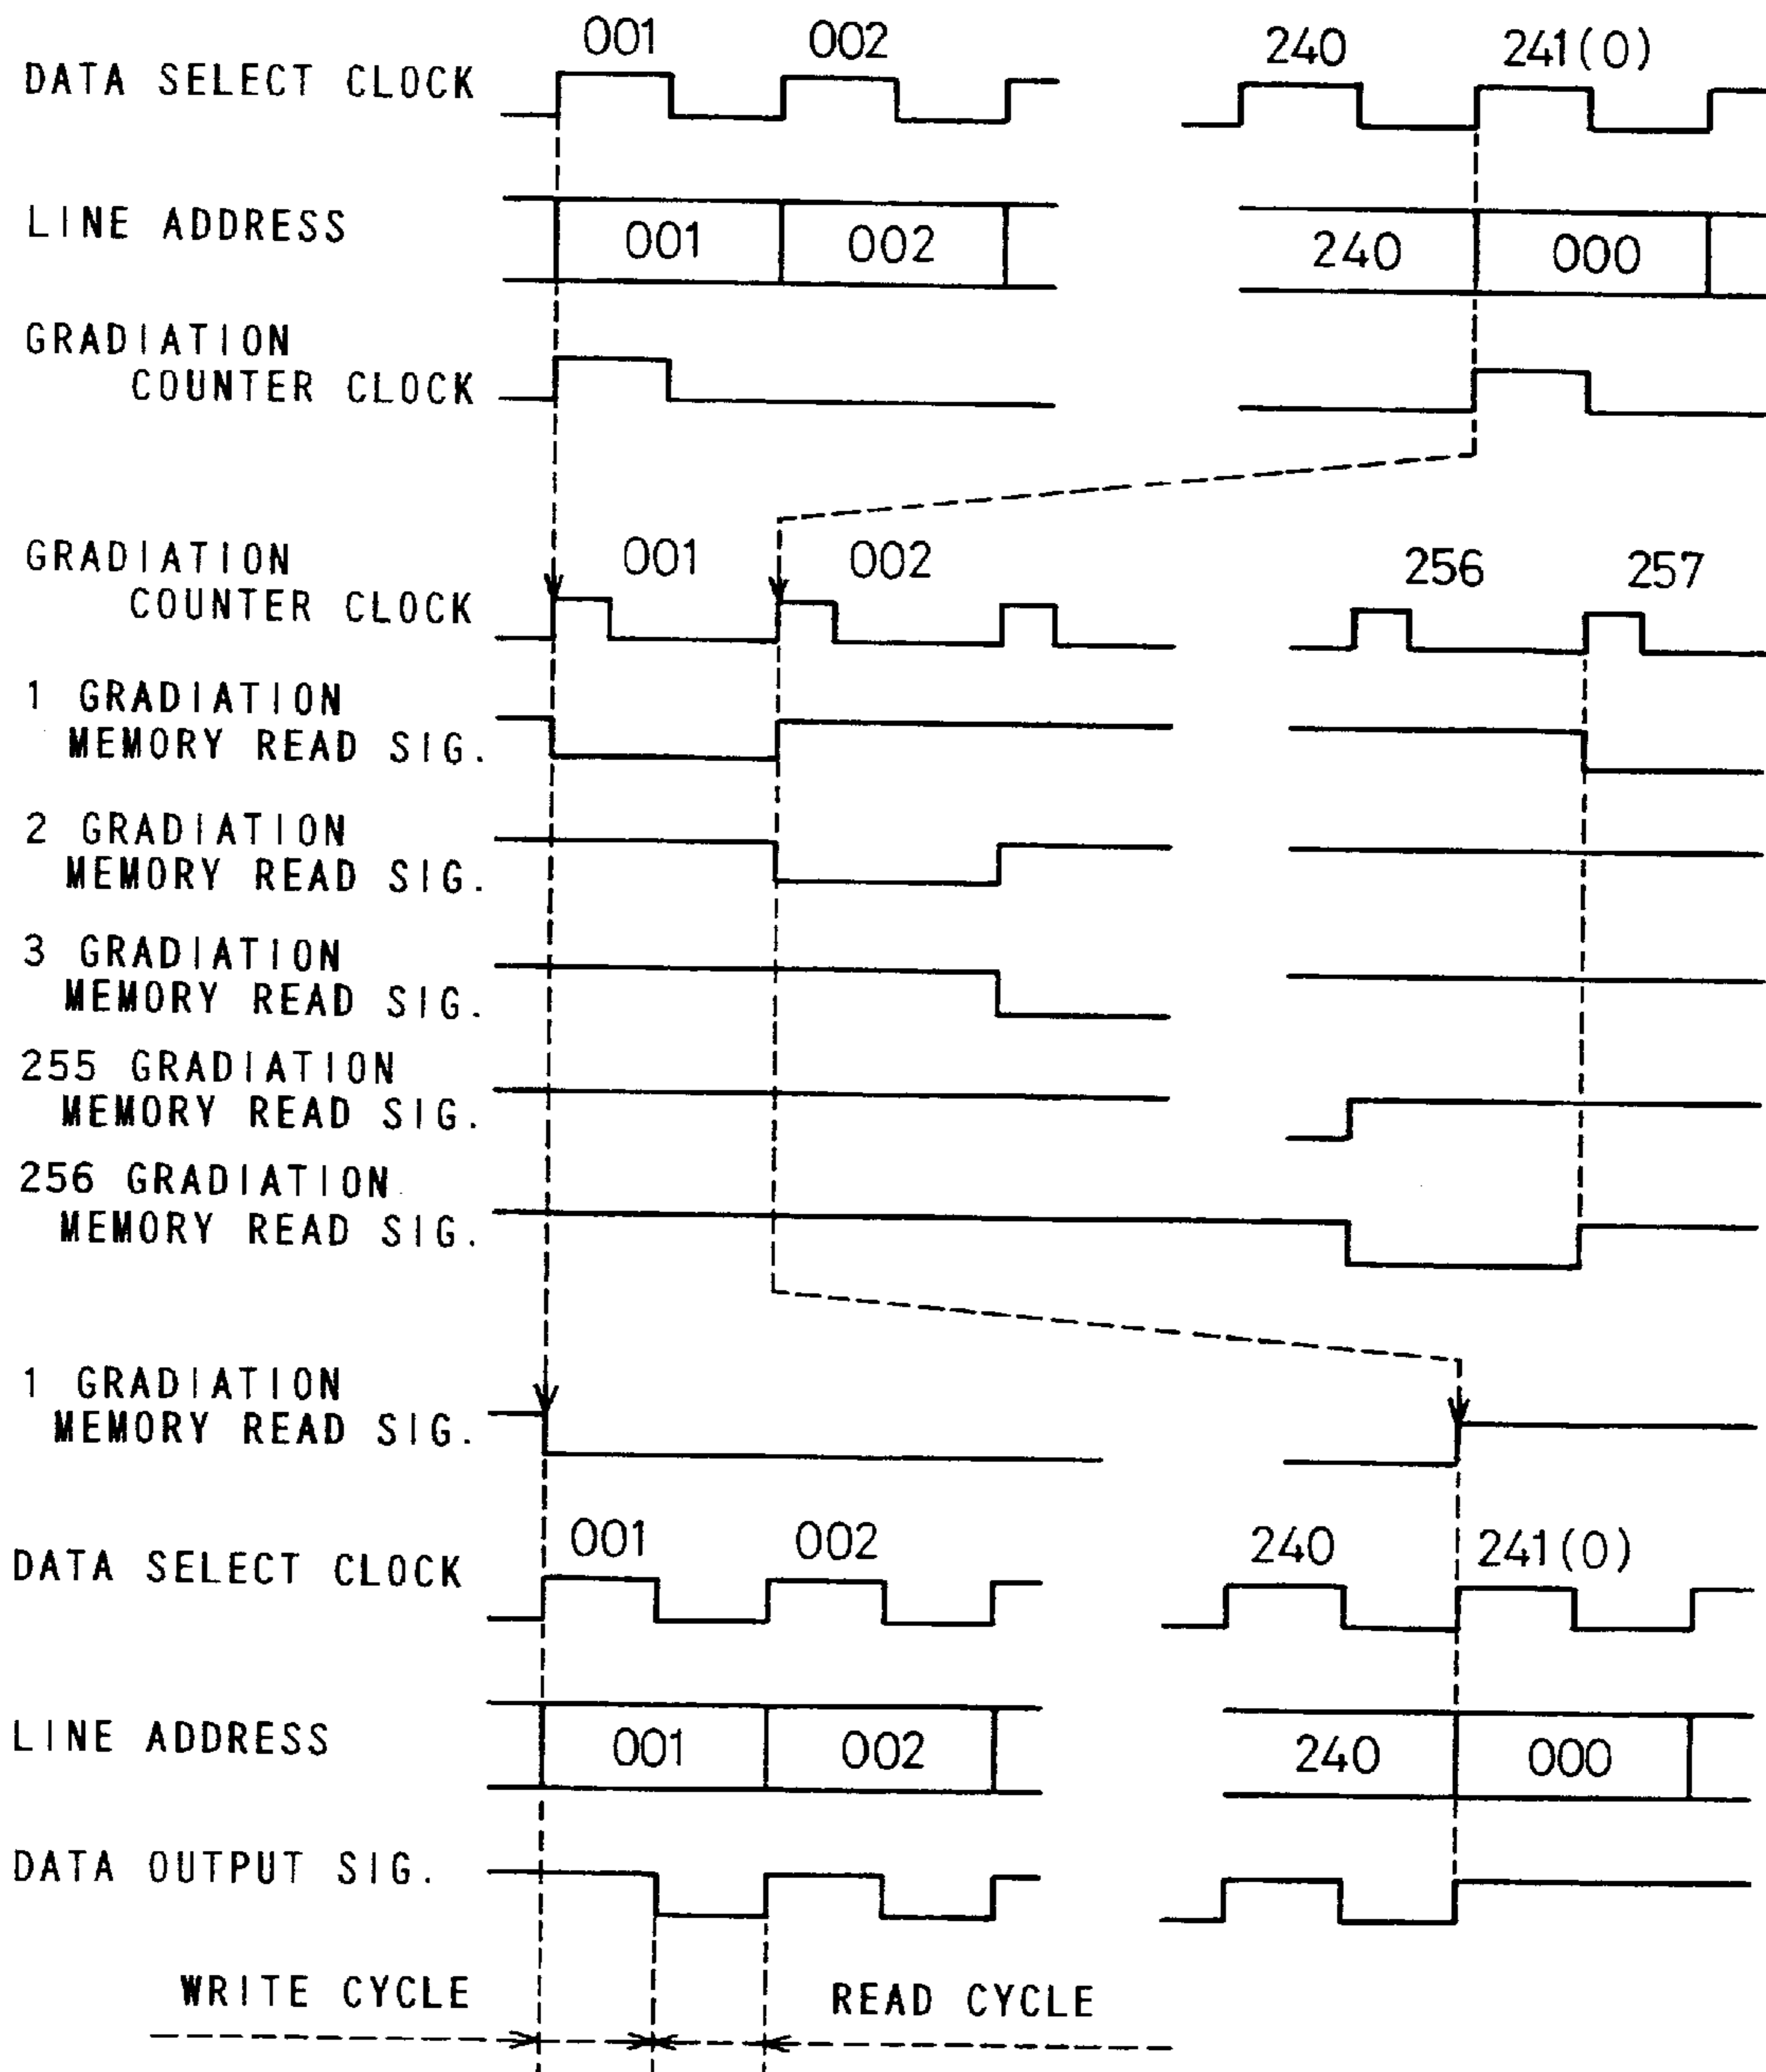 001 002 240 241(0)
DATA SELECT CLOCK
LINE ADDRESS
001 002 240 000
GRADIATION
COUNTER CLOCK
GRADIATION
COUNTER CLOCK
001 002 256 257
1 GRADIATION
MEMORY READ SIG.
2 GRADIATION
MEMORY READ SIG.
3 GRADIATION
MEMORY READ SIG.
255 GRADIATION
MEMORY READ SIG.
256 GRADIATION
MEMORY READ SIG.
1 GRADIATION
MEMORY READ SIG.
001 002 240 241(0)
DATA SELECT CLOCK
LINE ADDRESS
001 002 240 000
DATA OUTPUT SIG.
WRITE CYCLE READ CYCLE